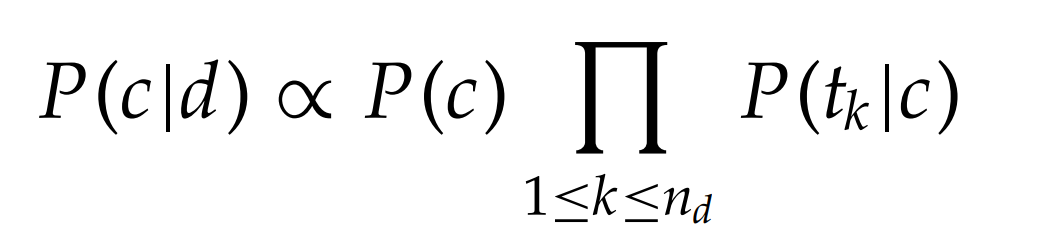 P(c|d) ∝ P(c) ∏ P(t_k|c)
1≤k≤n_d